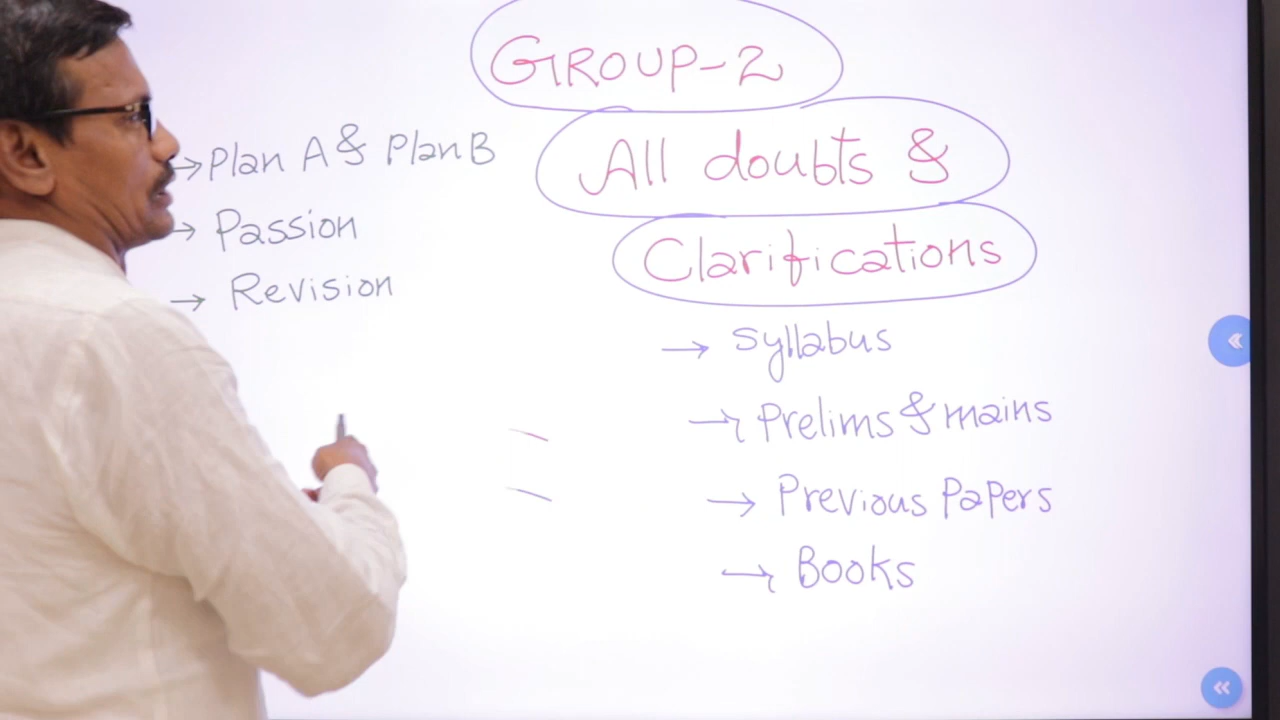 GROUP-2
All doubts &
Clarifications
→ Plan A & Plan B
→ Passion
→ Revision
→ Syllabus
→ Prelims & mains
→ Previous Papers
→ Books